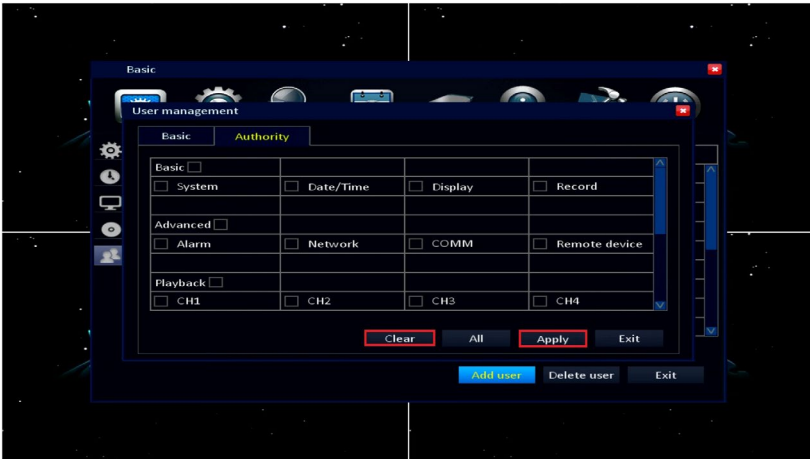 Basic
User management
Basic Authority
Basic
System Date/Time Display Record
Advanced
Alarm Network COMM Remote device
Playback
CH1 CH2 CH3 CH4
Clear All Apply Exit
Add user Delete user Exit